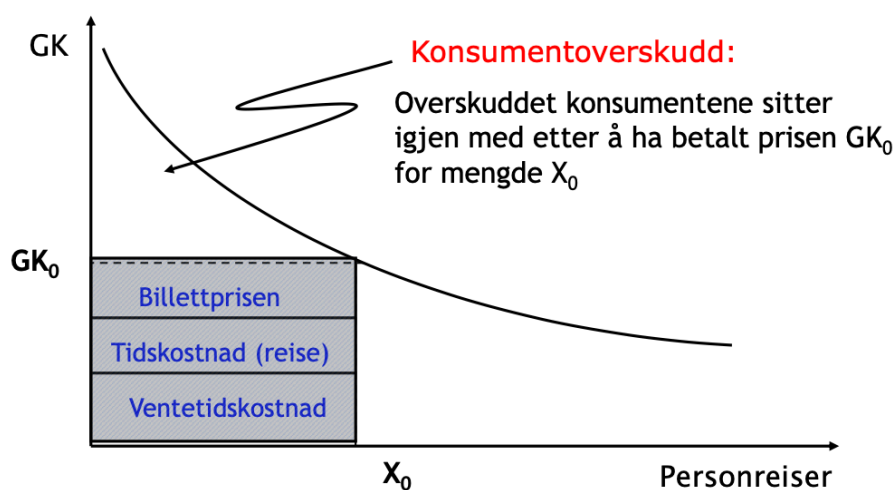 GK
Konsumentoverskudd:
Overskuddet konsumentene sitter
igjen med etter å ha betalt prisen GK₀
for mengde X₀
GK₀
Billettprisen
Tidskostnad (reise)
Ventetidskostnad
X₀
Personreiser